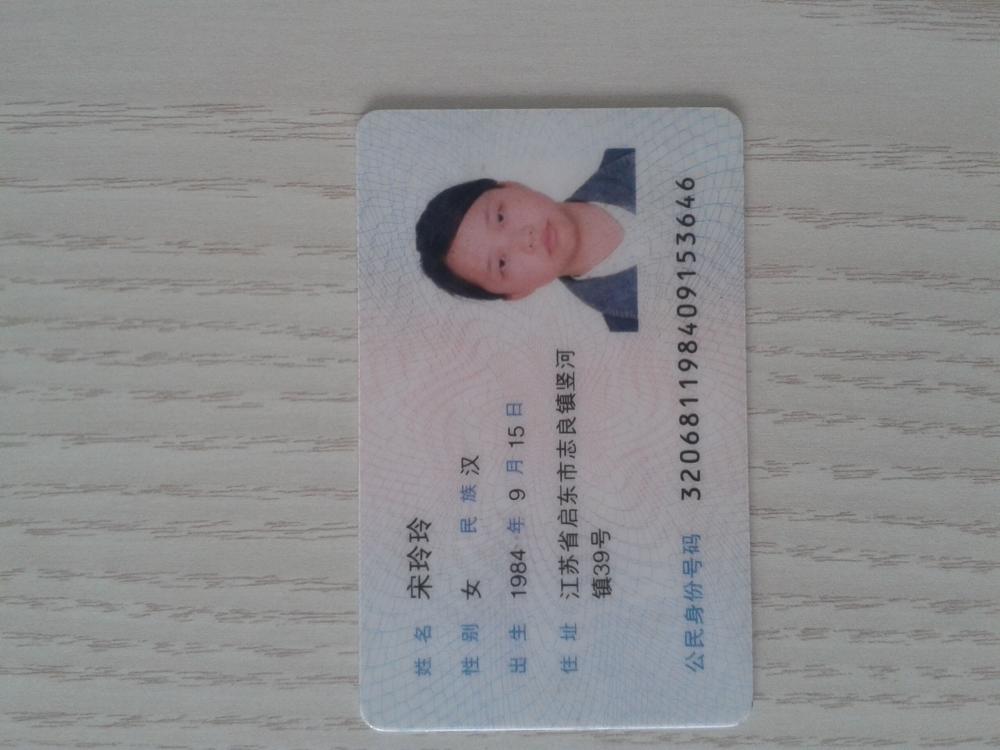 姓名 宋玲玲
性别 女 民族 汉
出生 1984 年 9 月 15 日
住址 江苏省启东市志良镇竖河
镇39号
公民身份号码 320681198409153646